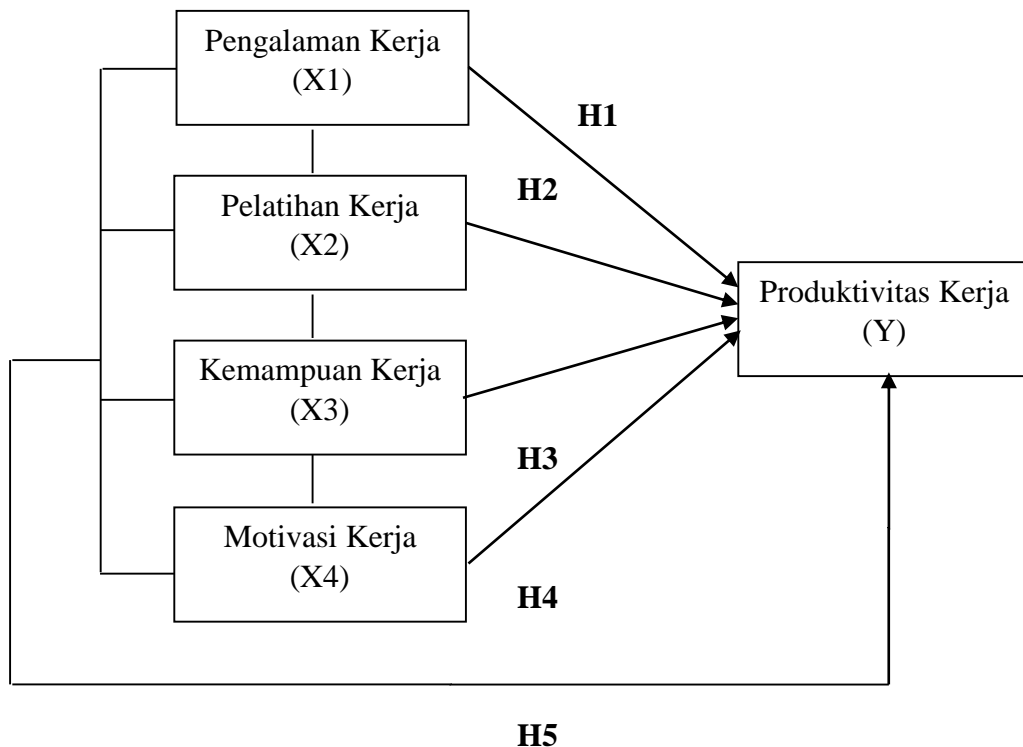 Pengalaman Kerja
(X1)
H1
H2
Pelatihan Kerja
(X2)
Produktivitas Kerja
(Y)
Kemampuan Kerja
(X3)
H3
Motivasi Kerja
(X4)
H4
H5